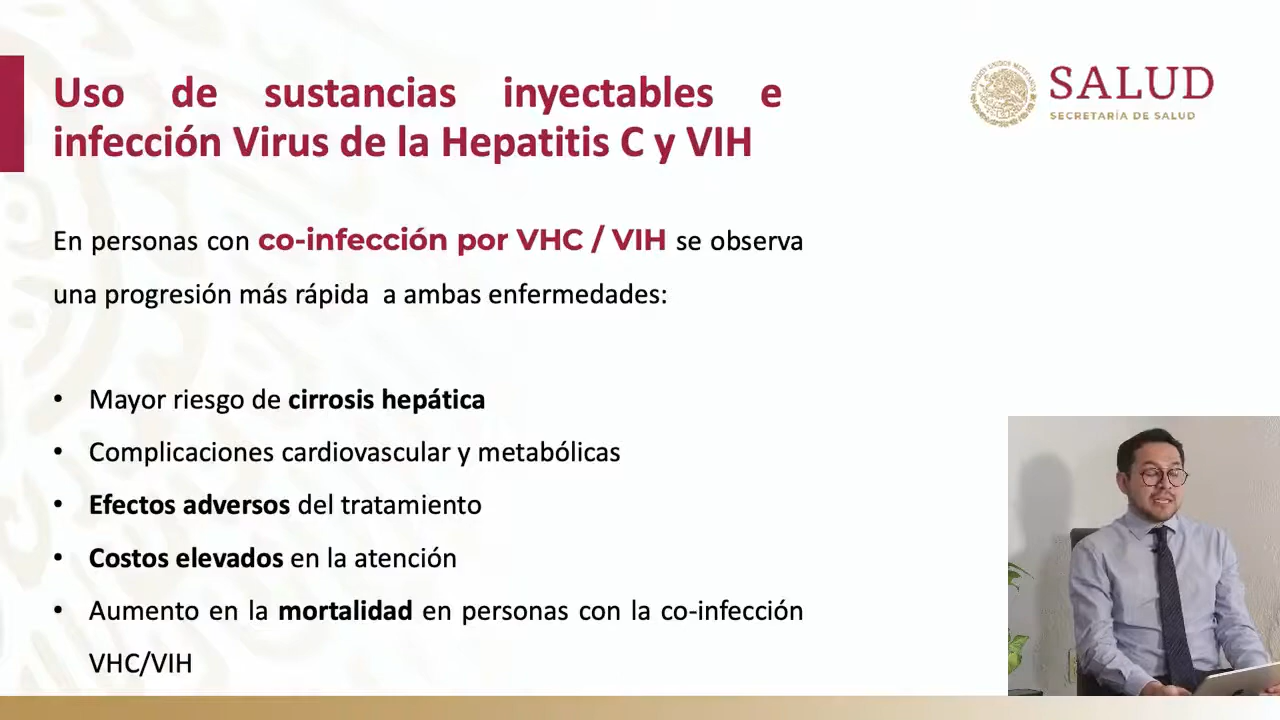 Uso de sustancias inyectables e
infección Virus de la Hepatitis C y VIH
SALUD
SECRETARÍA DE SALUD
En personas con co-infección por VHC / VIH se observa
una progresión más rápida a ambas enfermedades:
• Mayor riesgo de cirrosis hepática
• Complicaciones cardiovascular y metabólicas
• Efectos adversos del tratamiento
• Costos elevados en la atención
• Aumento en la mortalidad en personas con la co-infección
VHC/VIH